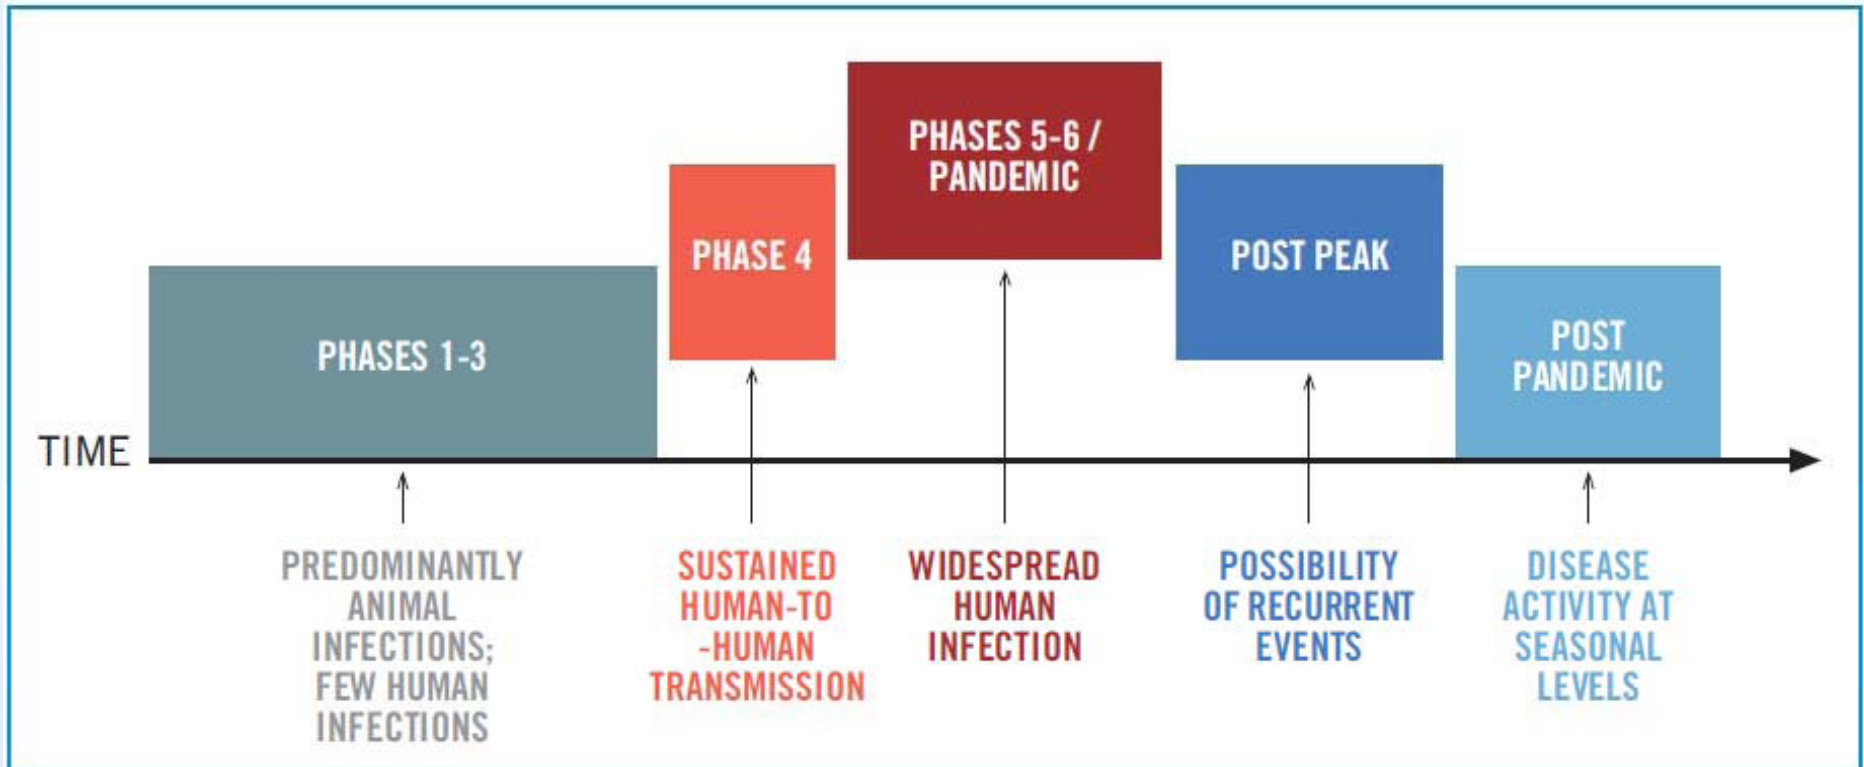 PHASES 5-6 /
PANDEMIC
PHASE 4
POST PEAK
PHASES 1-3
POST
PANDEMIC
TIME
PREDOMINANTLY
ANIMAL
INFECTIONS;
FEW HUMAN
INFECTIONS
SUSTAINED
HUMAN-TO
-HUMAN
TRANSMISSION
WIDESPREAD
HUMAN
INFECTION
POSSIBILITY
OF RECURRENT
EVENTS
DISEASE
ACTIVITY AT
SEASONAL
LEVELS